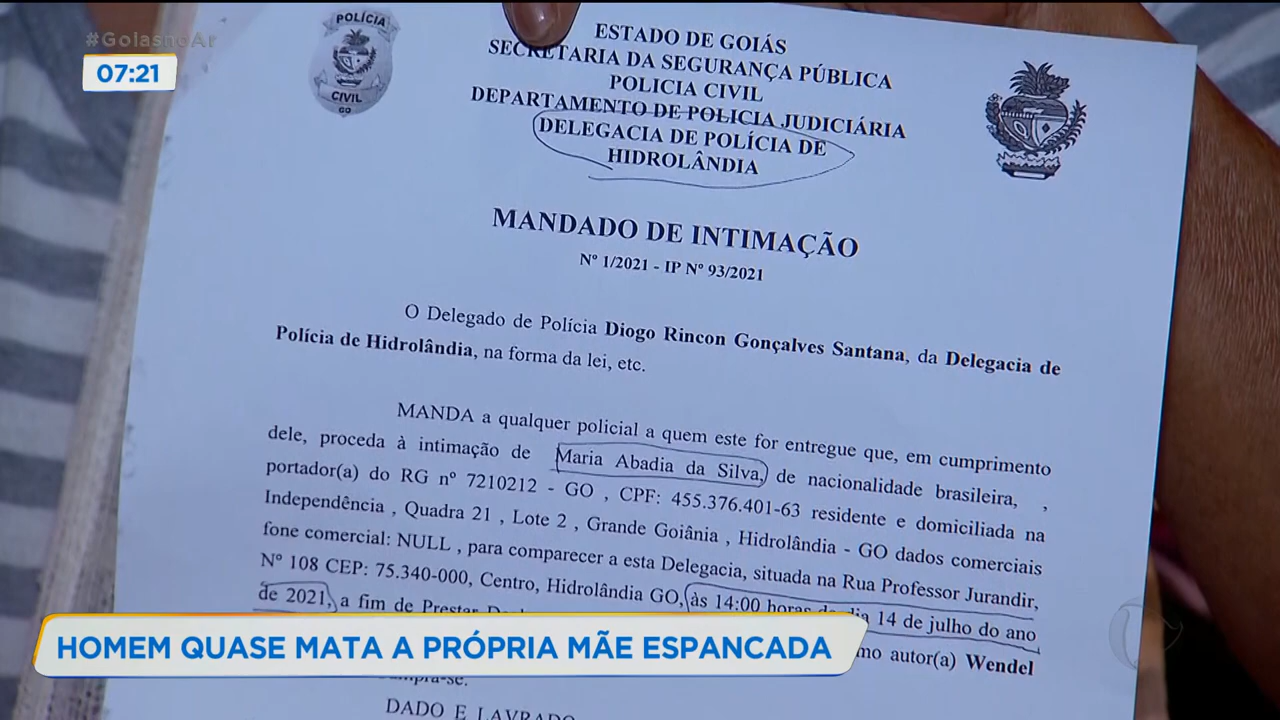 #GoiasnoAr
07:21
POLÍCIA
CIVIL
GO
ESTADO DE GOIÁS
SECRETARIA DA SEGURANÇA PÚBLICA
POLICIA CIVIL
DEPARTAMENTO DE POLICIA JUDICIÁRIA
DELEGACIA DE POLÍCIA DE
HIDROLÂNDIA
MANDADO DE INTIMAÇÃO
Nº 1/2021 - IP Nº 93/2021
O Delegado de Polícia Diogo Rincon Gonçalves Santana, da Delegacia de
Polícia de Hidrolândia, na forma da lei, etc.
MANDA a qualquer policial a quem este for entregue que, em cumprimento
dele, proceda à intimação de Maria Abadia da Silva, de nacionalidade brasileira, ,
portador(a) do RG nº 7210212 - GO , CPF: 455.376.401-63 residente e domiciliada na
Independência , Quadra 21 , Lote 2 , Grande Goiânia , Hidrolândia - GO dados comerciais
fone comercial: NULL , para comparecer a esta Delegacia, situada na Rua Professor Jurandir,
Nº 108 CEP: 75.340-000, Centro, Hidrolândia GO, às 14:00 horas do dia 14 de julho do ano
de 2021, a fim de Prestar autor(a) Wendel
DADO E LAVRADO
HOMEM QUASE MATA A PRÓPRIA MÃE ESPANCADA